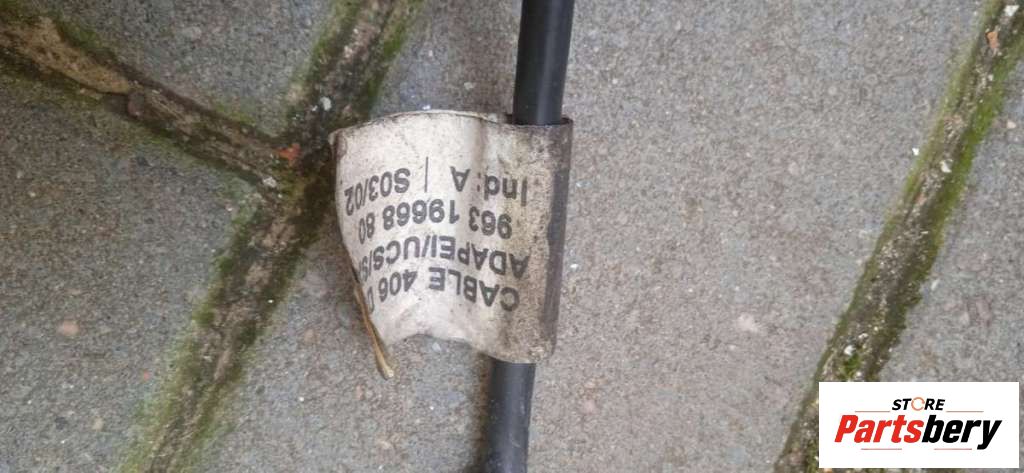 CABLE 406
ADAPEI/UCS/
963 19668 80
Ind: A | S03/02
STORE
Partsbery